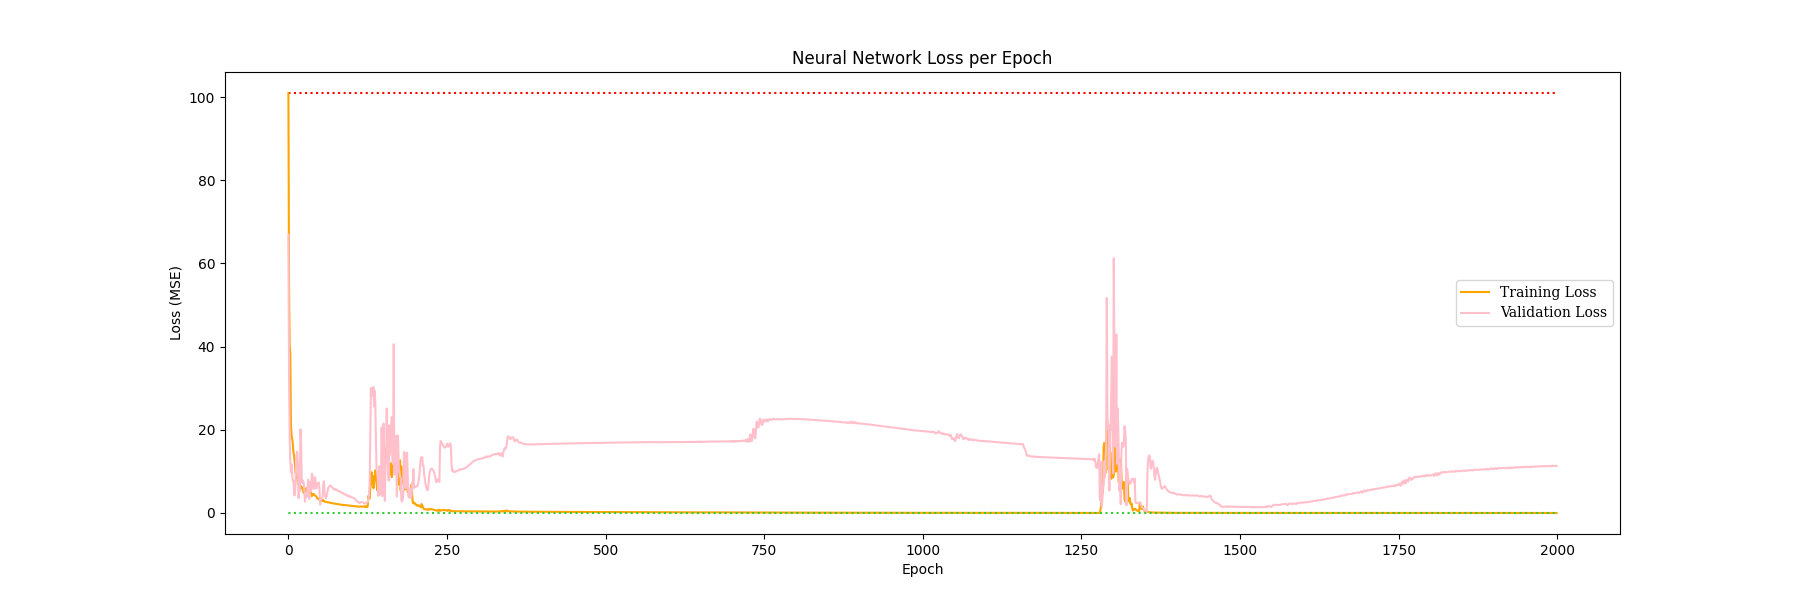 Neural Network Loss per Epoch
Loss (MSE)
100
80
60
40
20
0
Training Loss
Validation Loss
0 250 500 750 1000 1250 1500 1750 2000
Epoch